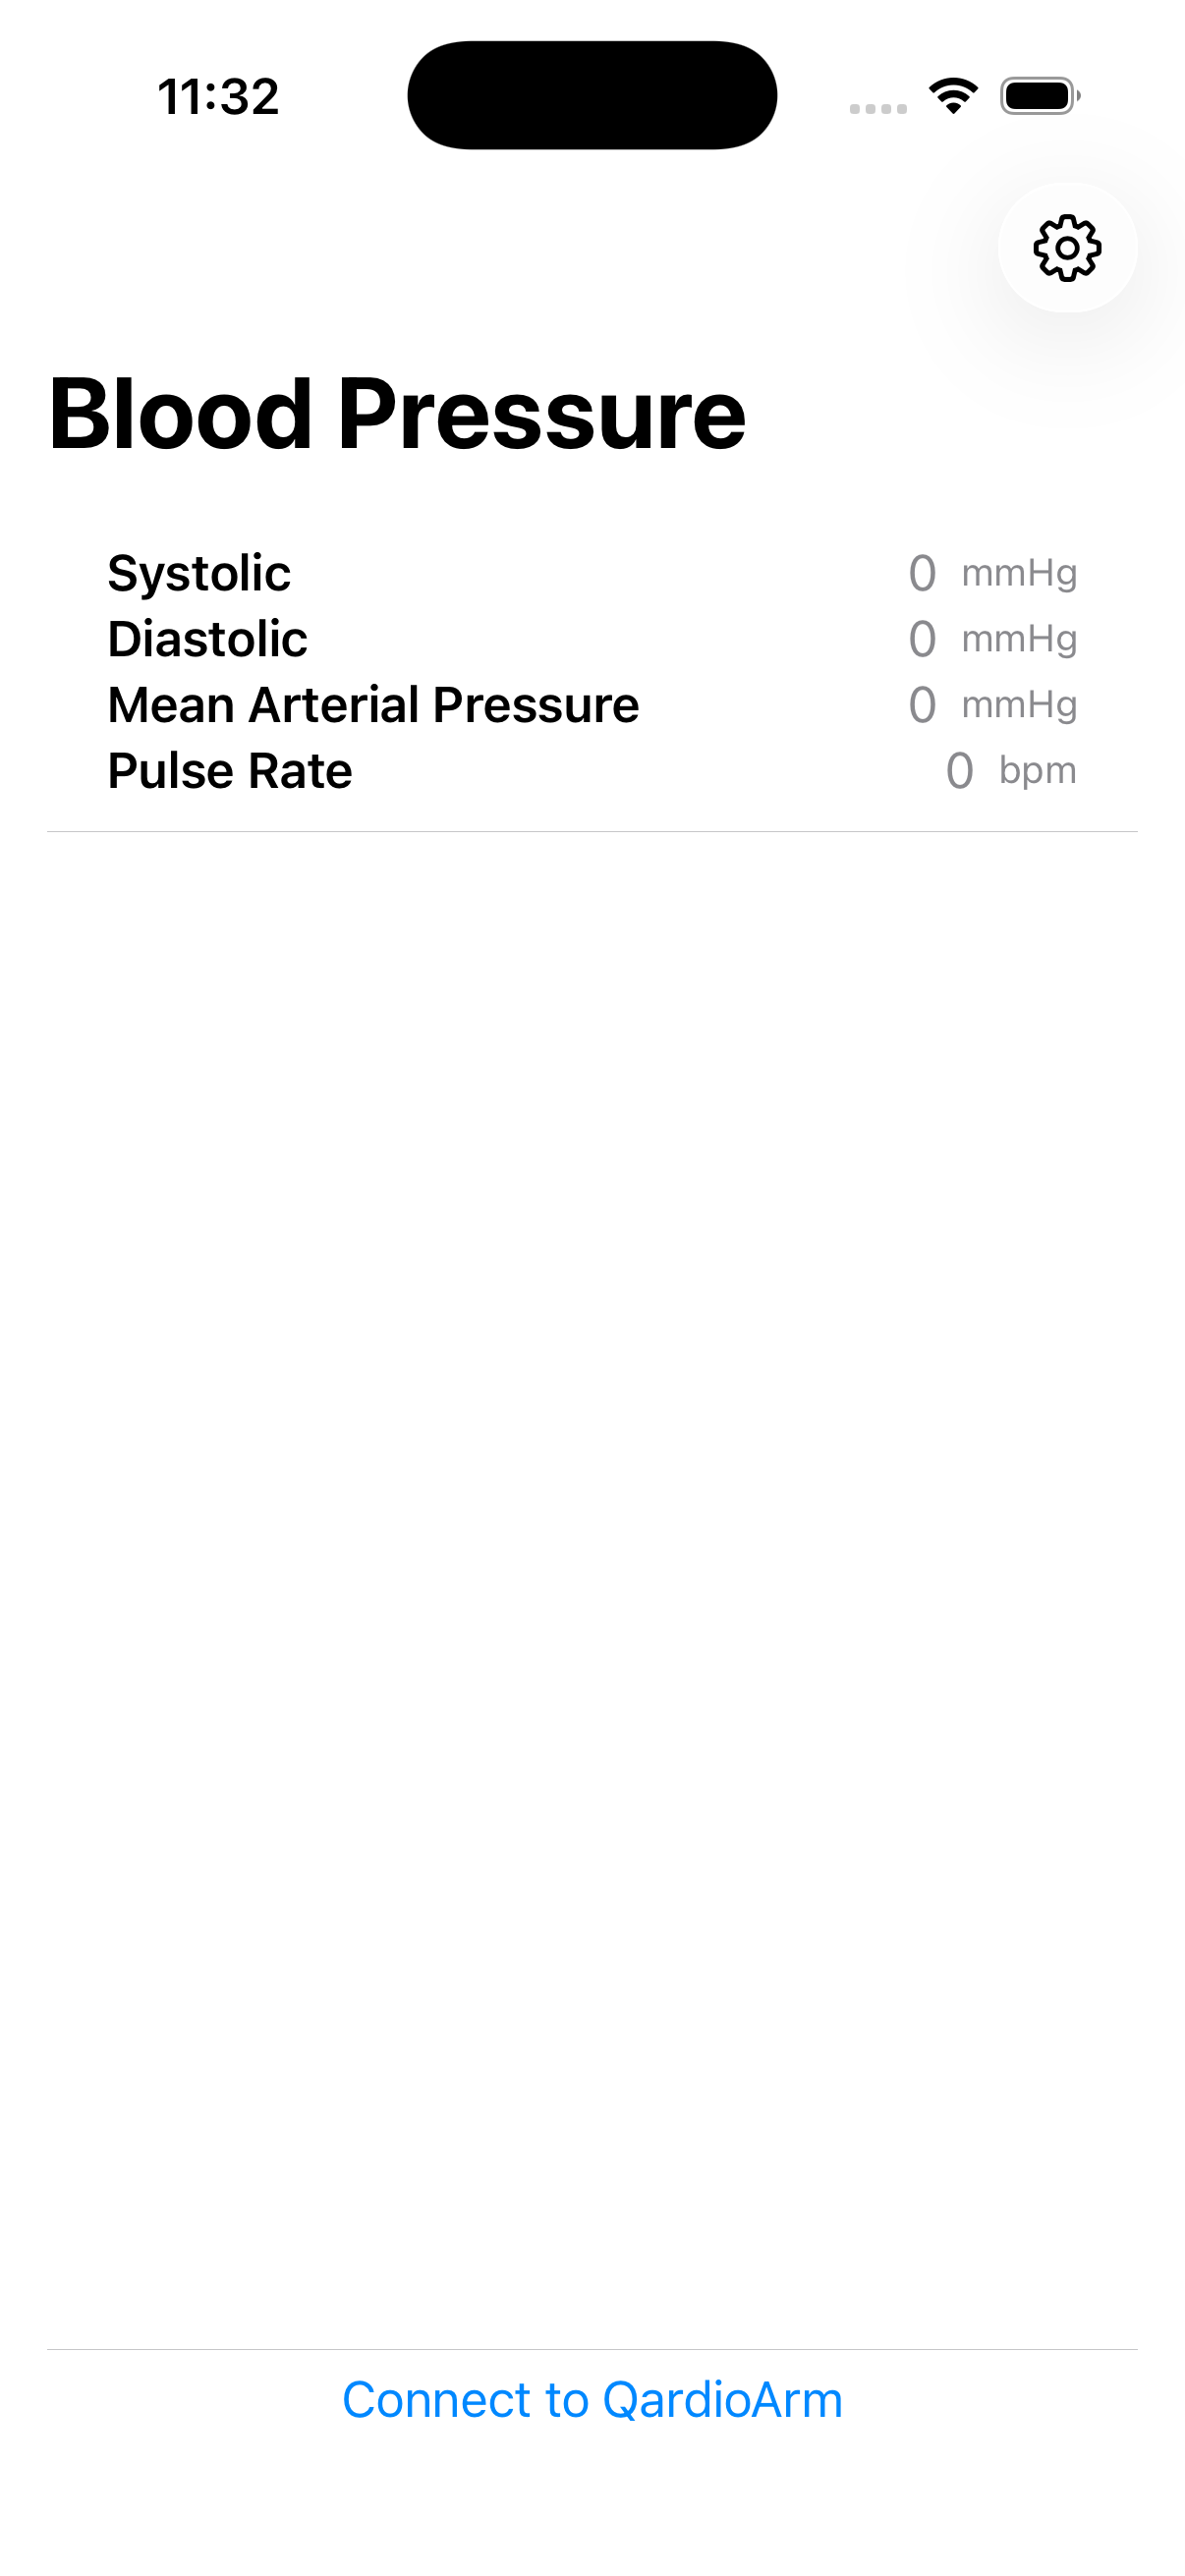 11:32
Blood Pressure
Systolic 0 mmHg
Diastolic 0 mmHg
Mean Arterial Pressure 0 mmHg
Pulse Rate 0 bpm
Connect to QardioArm